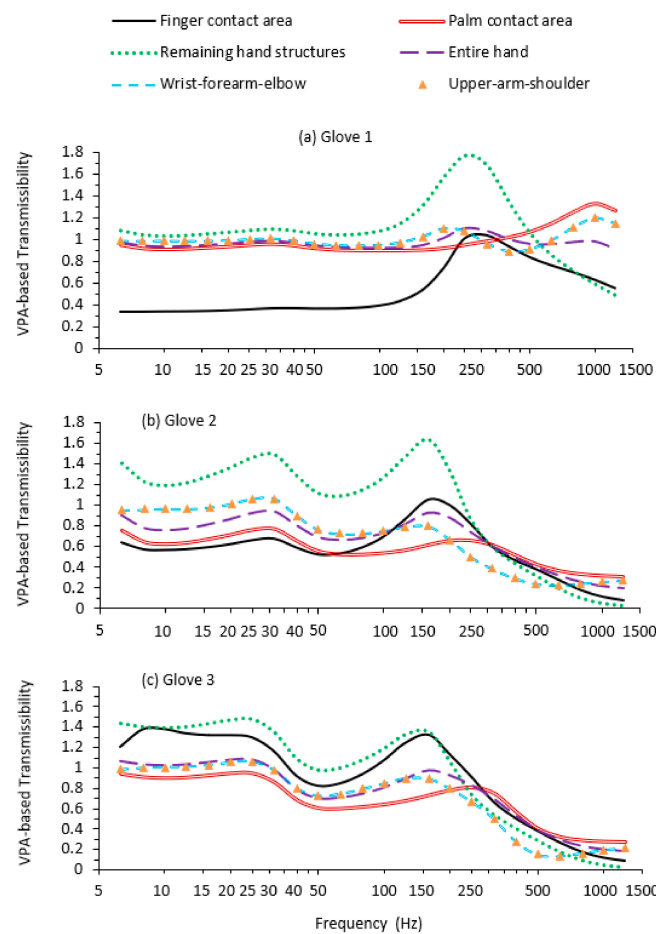 Finger contact area Palm contact area
Remaining hand structures Entire hand
Wrist-forearm-elbow Upper-arm-shoulder
(a) Glove 1
VPA-based Transmissibility
1.8
1.6
1.4
1.2
1
0.8
0.6
0.4
0.2
0
5 10 15 20 25 30 40 50 100 150 250 500 1000 1500
(b) Glove 2
VPA-based Transmissibility
1.8
1.6
1.4
1.2
1
0.8
0.6
0.4
0.2
0
5 10 15 20 25 30 40 50 100 150 250 500 1000 1500
(c) Glove 3
VPA-based Transmissibility
1.8
1.6
1.4
1.2
1
0.8
0.6
0.4
0.2
0
5 10 15 20 25 30 40 50 100 150 250 500 1000 1500
Frequency (Hz)